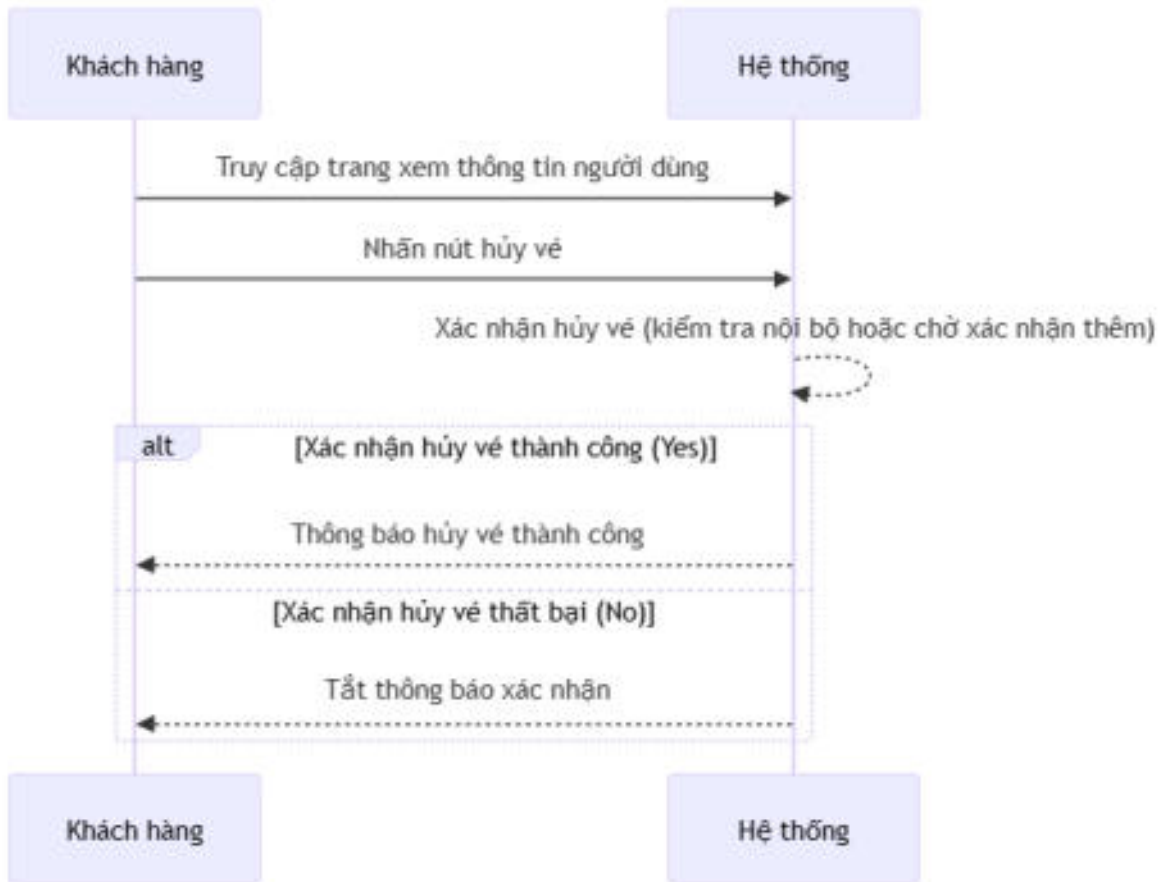 Khách hàng
Hệ thống
Truy cập trang xem thông tin người dùng
Nhấn nút hủy vé
Xác nhận hủy vé (kiểm tra nội bộ hoặc chờ xác nhận thêm)
alt
[Xác nhận hủy vé thành công (Yes)]
Thông báo hủy vé thành công
[Xác nhận hủy vé thất bại (No)]
Tắt thông báo xác nhận
Khách hàng
Hệ thống